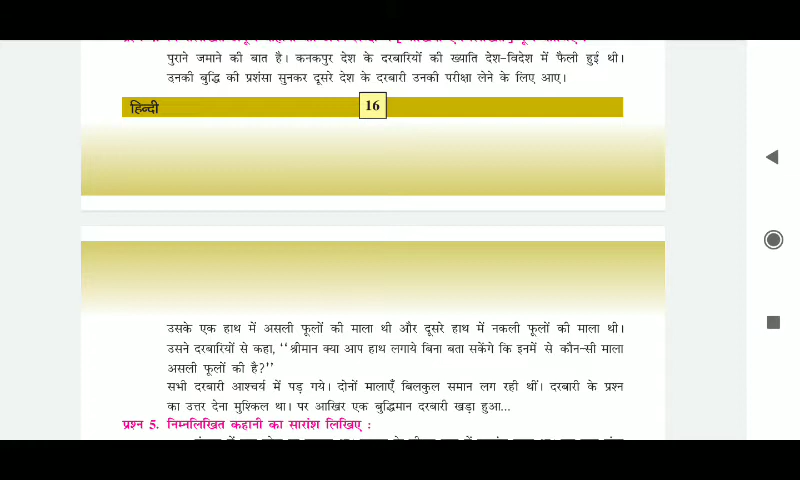 पुराने जमाने की बात है। कनकपुर देश के दरबारियों की ख्याति देश-विदेश में फैली हुई थी।
उनकी बुद्धि की प्रशंसा सुनकर दूसरे देश के दरबारी उनकी परीक्षा लेने के लिए आए।
हिन्दी
16
उसके एक हाथ में असली फूलों की माला थी और दूसरे हाथ में नकली फूलों की माला थी।
उसने दरबारियों से कहा, ‘‘श्रीमान क्या आप हाथ लगाये बिना बता सकेंगे कि इनमें से कौन-सी माला
असली फूलों की है?’’
सभी दरबारी आश्चर्य में पड़ गये। दोनों मालाएँ बिलकुल समान लग रही थीं। दरबारी के प्रश्न
का उत्तर देना मुश्किल था। पर आखिर एक बुद्धिमान दरबारी खड़ा हुआ...
प्रश्न 5. निम्नलिखित कहानी का सारांश लिखिए :